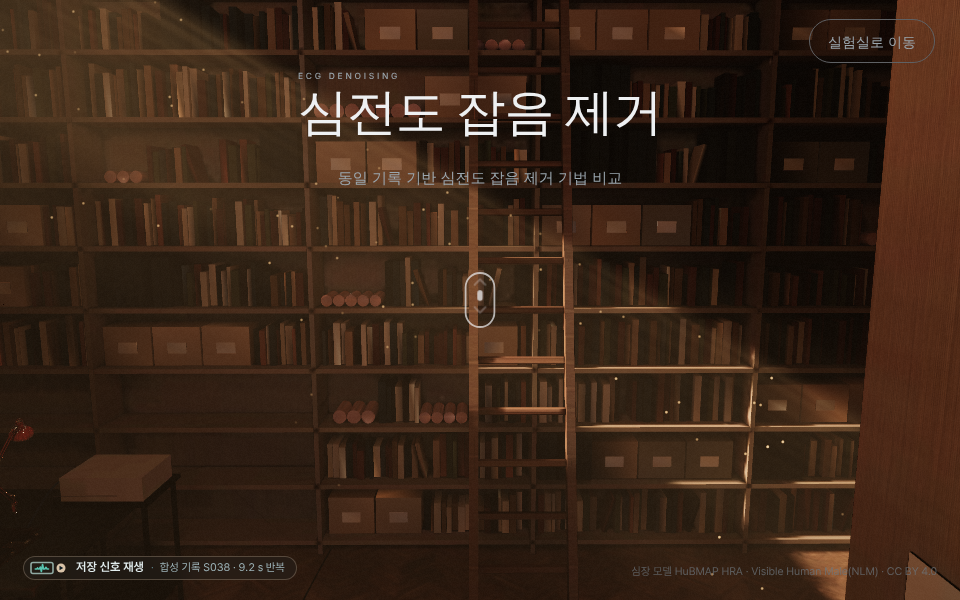 실험실로 이동
ECG DENOISING
심전도 잡음 제거
동일 기록 기반 심전도 잡음 제거 기법 비교
저장 신호 재생 · 합성 기록 S038 · 9.2 s 반복
심장 모델 HuBMAP HRA · Visible Human (NLM) · CC BY 4.0